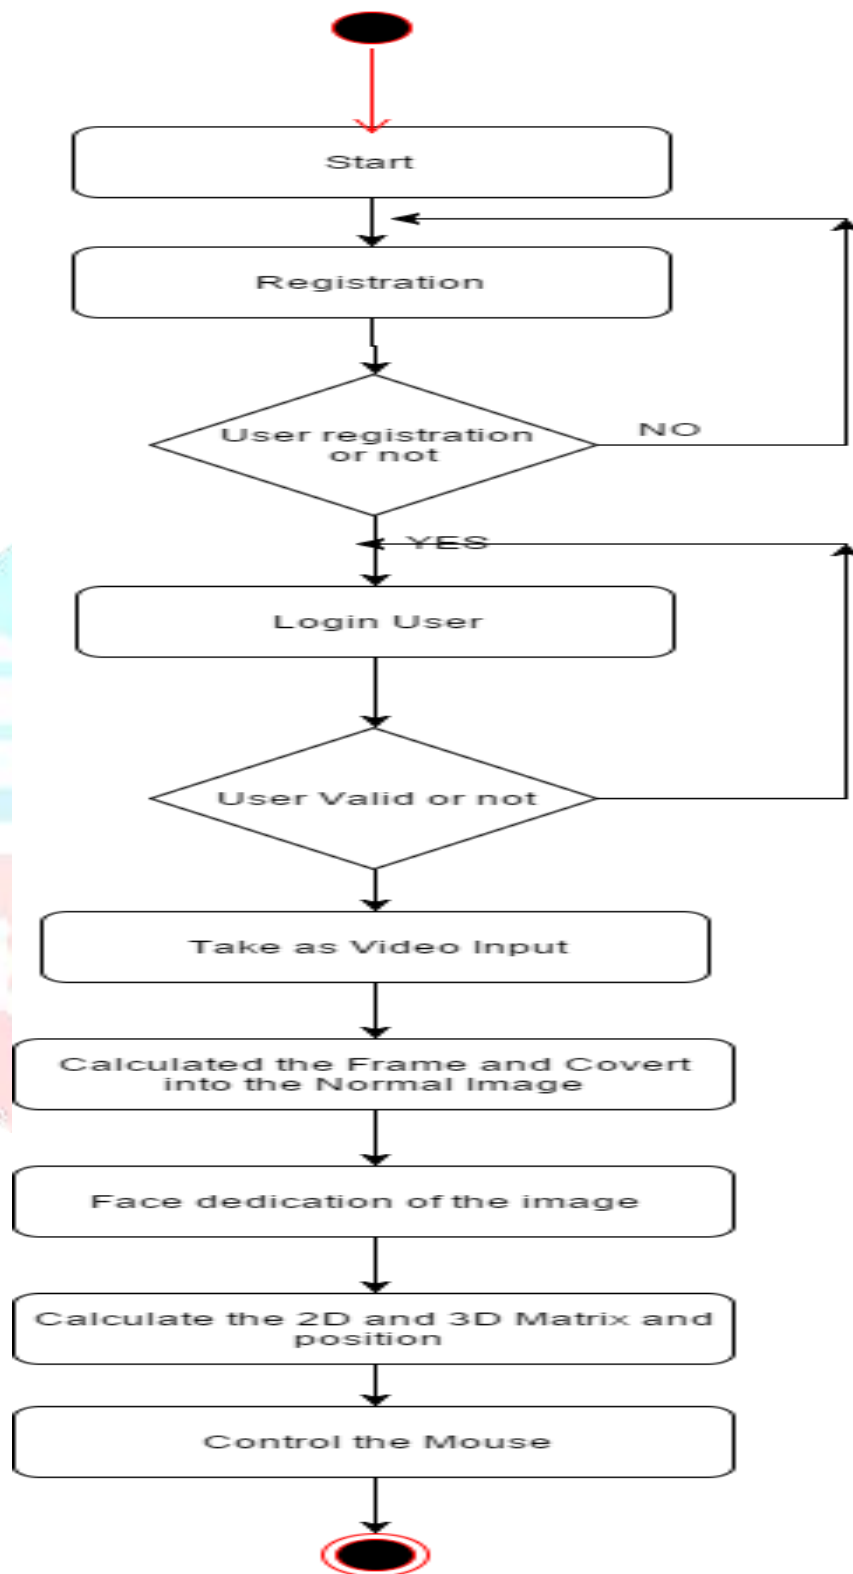 Start
Registration
User registration
or not
NO
YES
Login User
User Valid or not
Take as Video Input
Calculated the Frame and Covert
into the Normal Image
Face dedication of the image
Calculate the 2D and 3D Matrix and
position
Control the Mouse